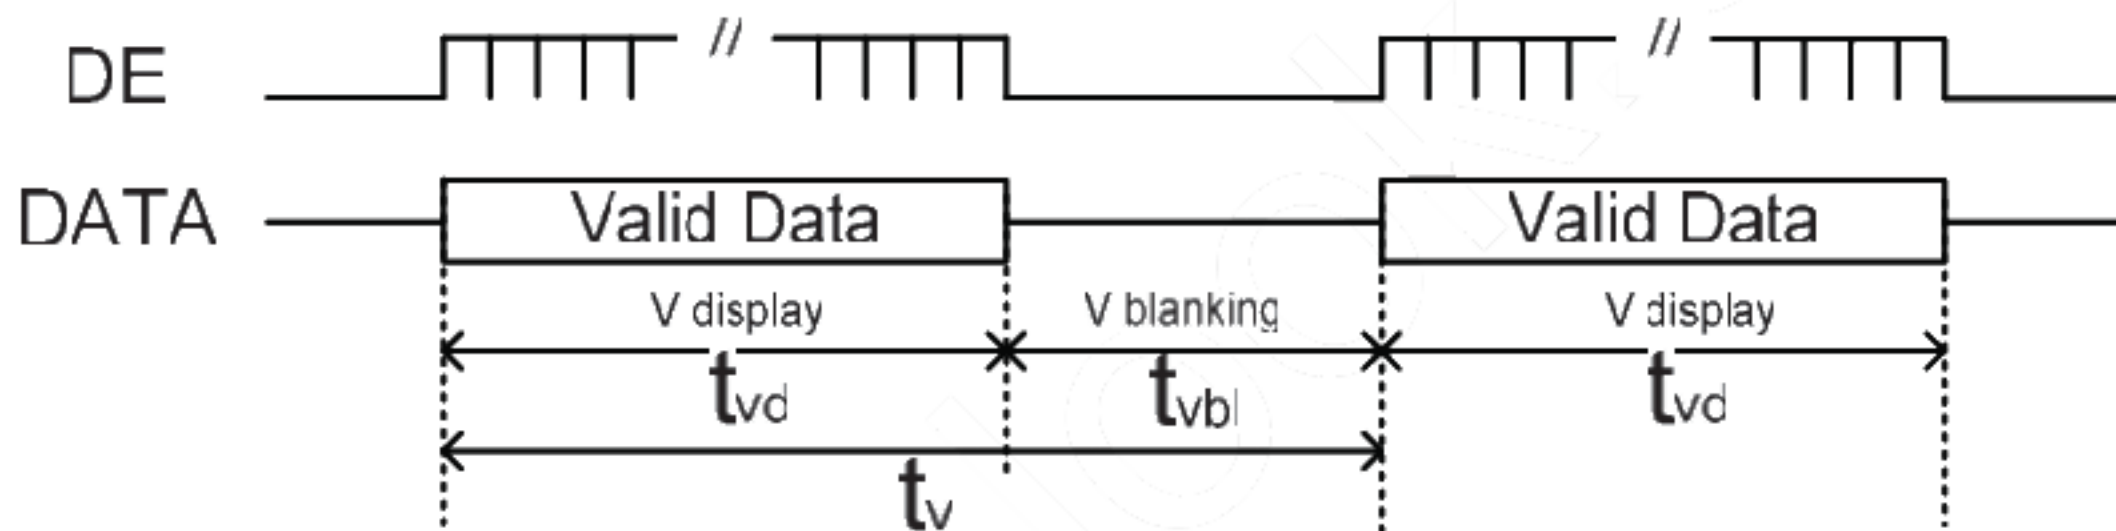 DE // //
DATA Valid Data Valid Data
V display V blanking V display
tvd tvbl tvd
tv